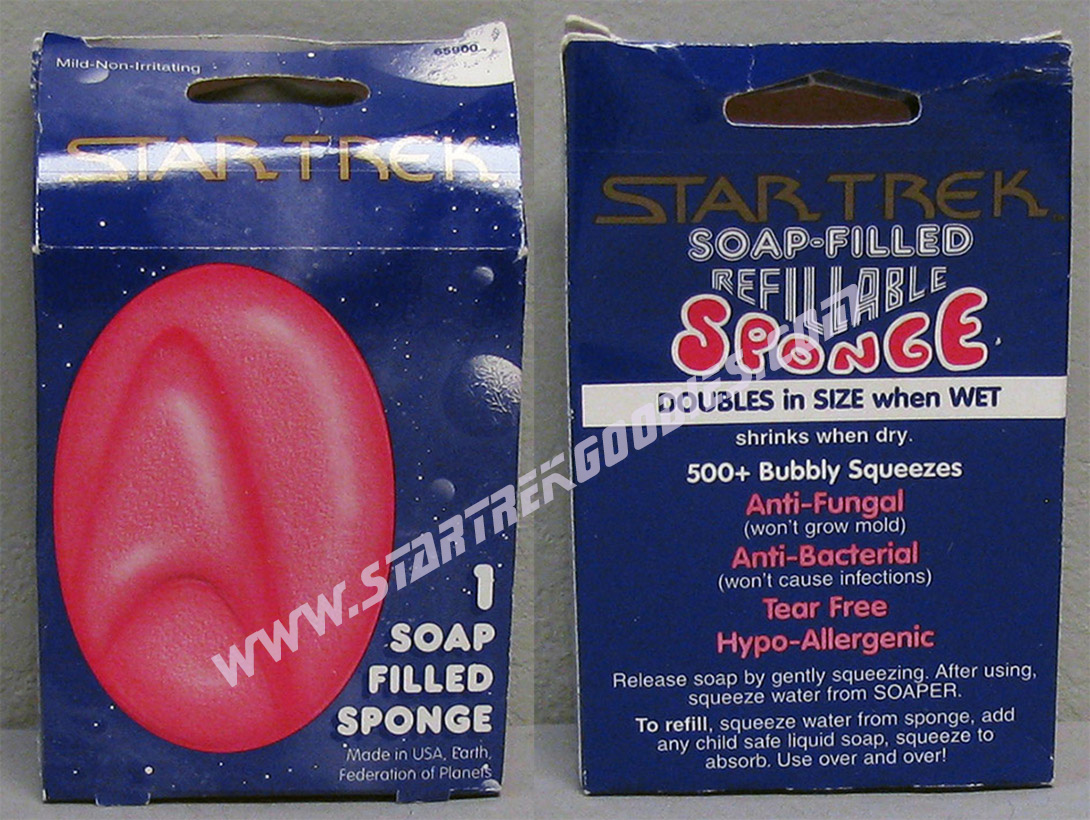 Mild-Non-Irritating
65900
STAR TREK
1
SOAP
FILLED
SPONGE
Made in USA, Earth,
Federation of Planets
STAR TREK™
SOAP-FILLED
REFILLABLE
SPONGE
DOUBLES in SIZE when WET
shrinks when dry.
500+ Bubbly Squeezes
Anti-Fungal
(won't grow mold)
Anti-Bacterial
(won't cause infections)
Tear Free
Hypo-Allergenic
Release soap by gently squeezing. After using,
squeeze water from SOAPER.
To refill, squeeze water from sponge, add
any child safe liquid soap, squeeze to
absorb. Use over and over!
WWW.STARTREKGOODIES.COM